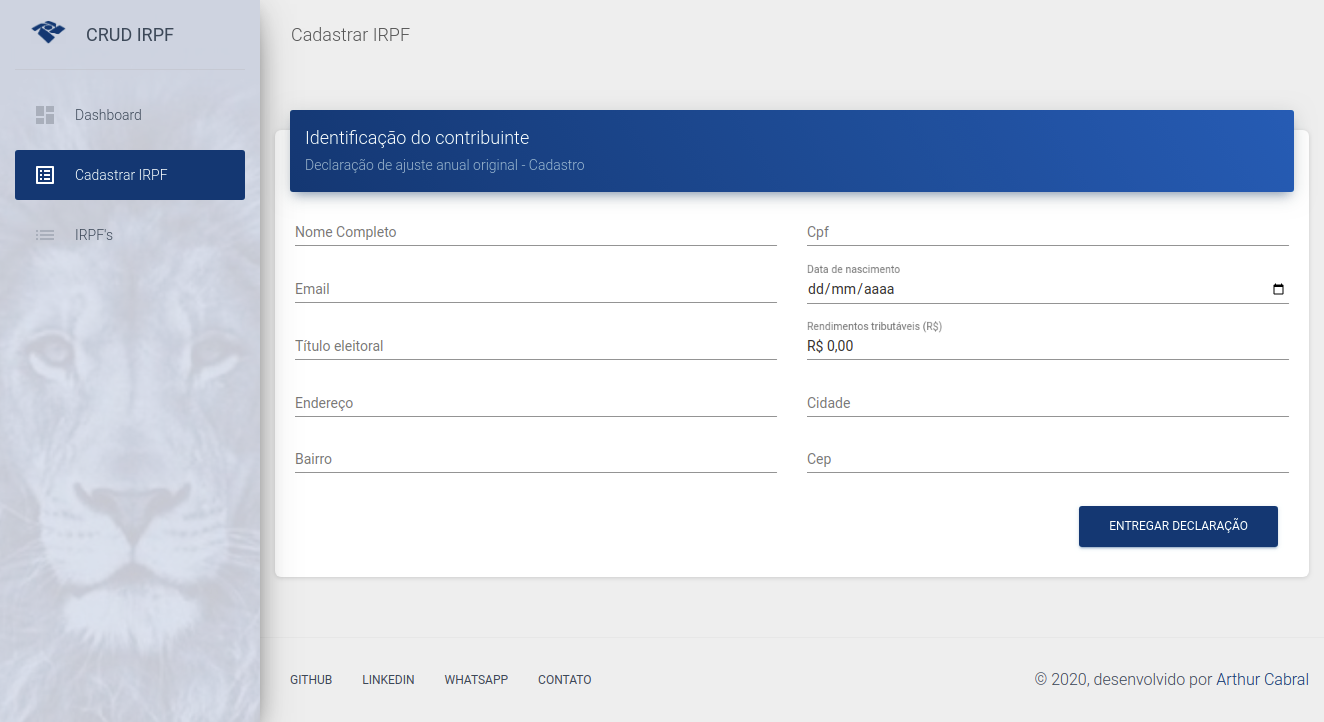 CRUD IRPF
Dashboard
Cadastrar IRPF
IRPF's
Cadastrar IRPF
Identificação do contribuinte
Declaração de ajuste anual original - Cadastro
Nome Completo
Cpf
Email
Data de nascimento
dd/mm/aaaa
Título eleitoral
Rendimentos tributáveis (R$)
R$ 0,00
Endereço
Cidade
Bairro
Cep
ENTREGAR DECLARAÇÃO
GITHUB LINKEDIN WHATSAPP CONTATO
© 2020, desenvolvido por Arthur Cabral